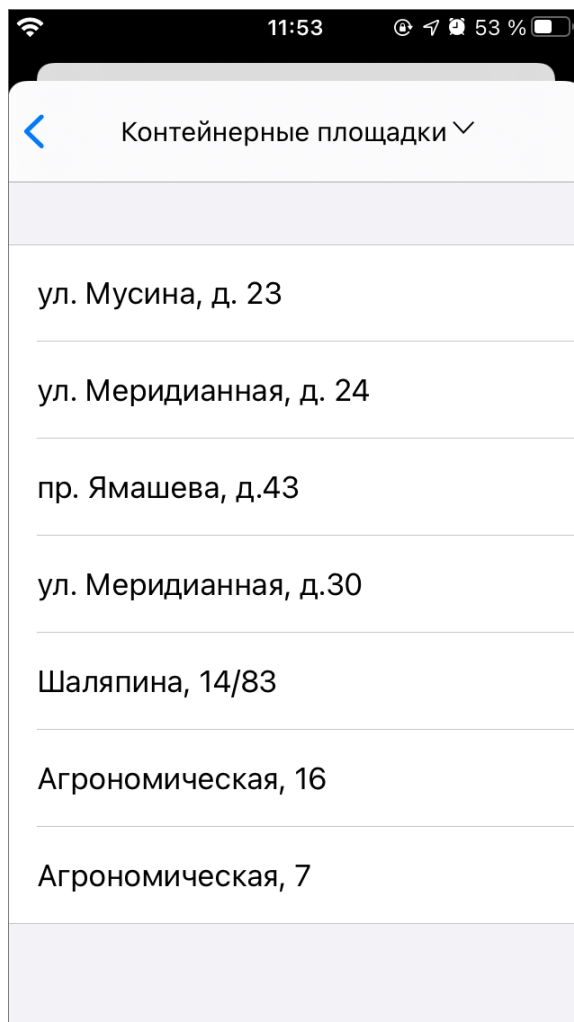 11:53 53 %
Контейнерные площадки
ул. Мусина, д. 23
ул. Меридианная, д. 24
пр. Ямашева, д.43
ул. Меридианная, д.30
Шаляпина, 14/83
Агрономическая, 16
Агрономическая, 7